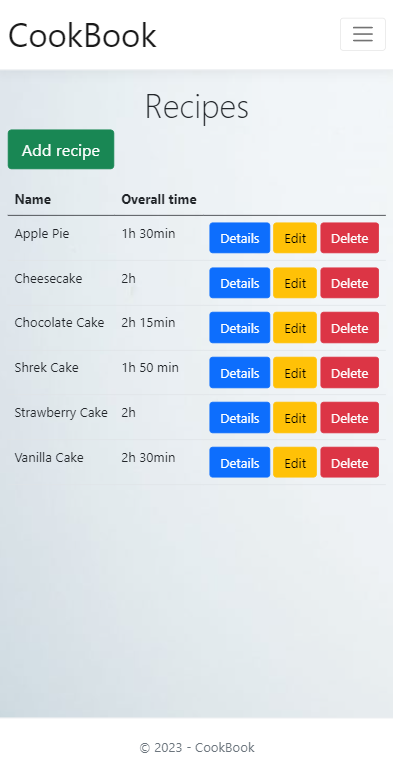 CookBook
Recipes
Add recipe
Name Overall time
Apple Pie 1h 30min Details Edit Delete
Cheesecake 2h Details Edit Delete
Chocolate Cake 2h 15min Details Edit Delete
Shrek Cake 1h 50 min Details Edit Delete
Strawberry Cake 2h Details Edit Delete
Vanilla Cake 2h 30min Details Edit Delete
© 2023 - CookBook